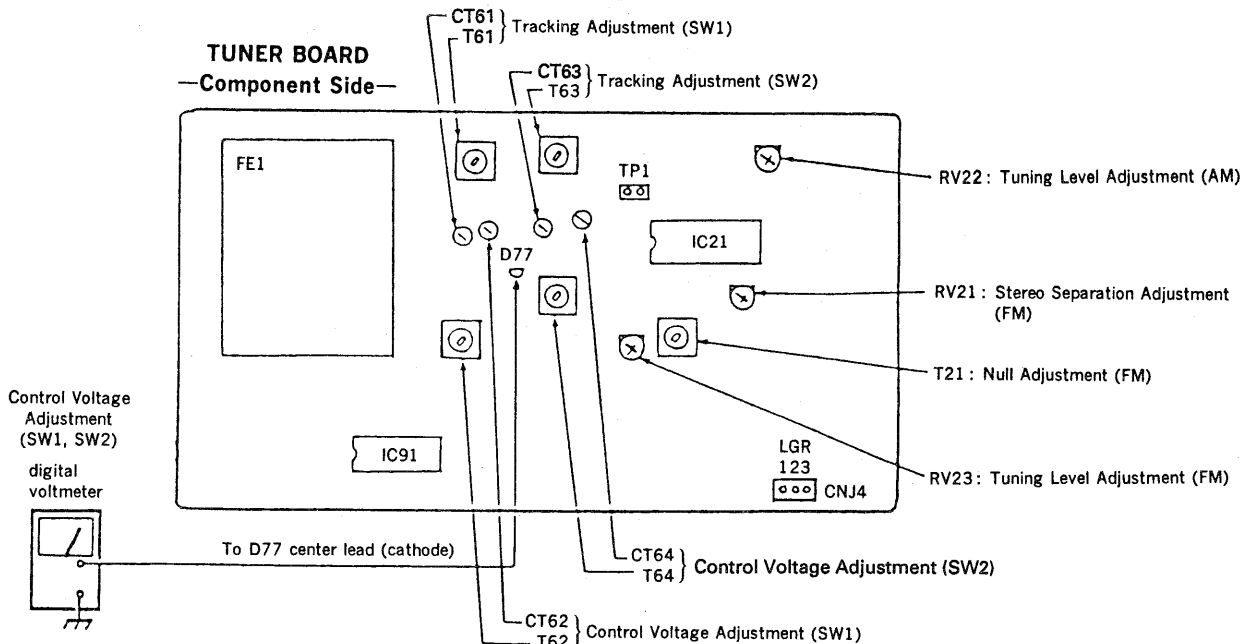 CT61
T61
Tracking Adjustment (SW1)
TUNER BOARD
—Component Side—
CT63
T63
Tracking Adjustment (SW2)
FE1
TP1
RV22: Tuning Level Adjustment (AM)
IC21
D77
RV21: Stereo Separation Adjustment
(FM)
T21: Null Adjustment (FM)
Control Voltage
Adjustment
(SW1, SW2)
digital
voltmeter
IC91
LGR
123
CNJ4
RV23: Tuning Level Adjustment (FM)
To D77 center lead (cathode)
CT64
T64
Control Voltage Adjustment (SW2)
CT62
T62
Control Voltage Adjustment (SW1)